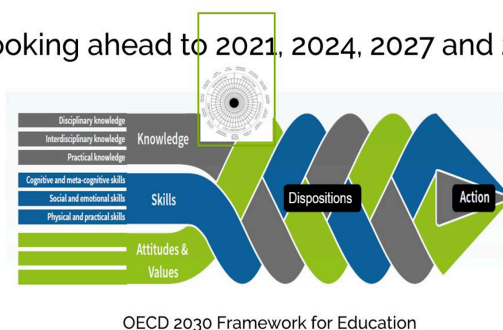 ooking ahead to 2021, 2024, 2027 and
Disciplinary knowledge
Interdisciplinary knowledge
Practical knowledge
Knowledge
Cognitive and meta-cognitive skills
Social and emotional skills
Physical and practical skills
Skills
Attitudes &
Values
Dispositions
Action
OECD 2030 Framework for Education